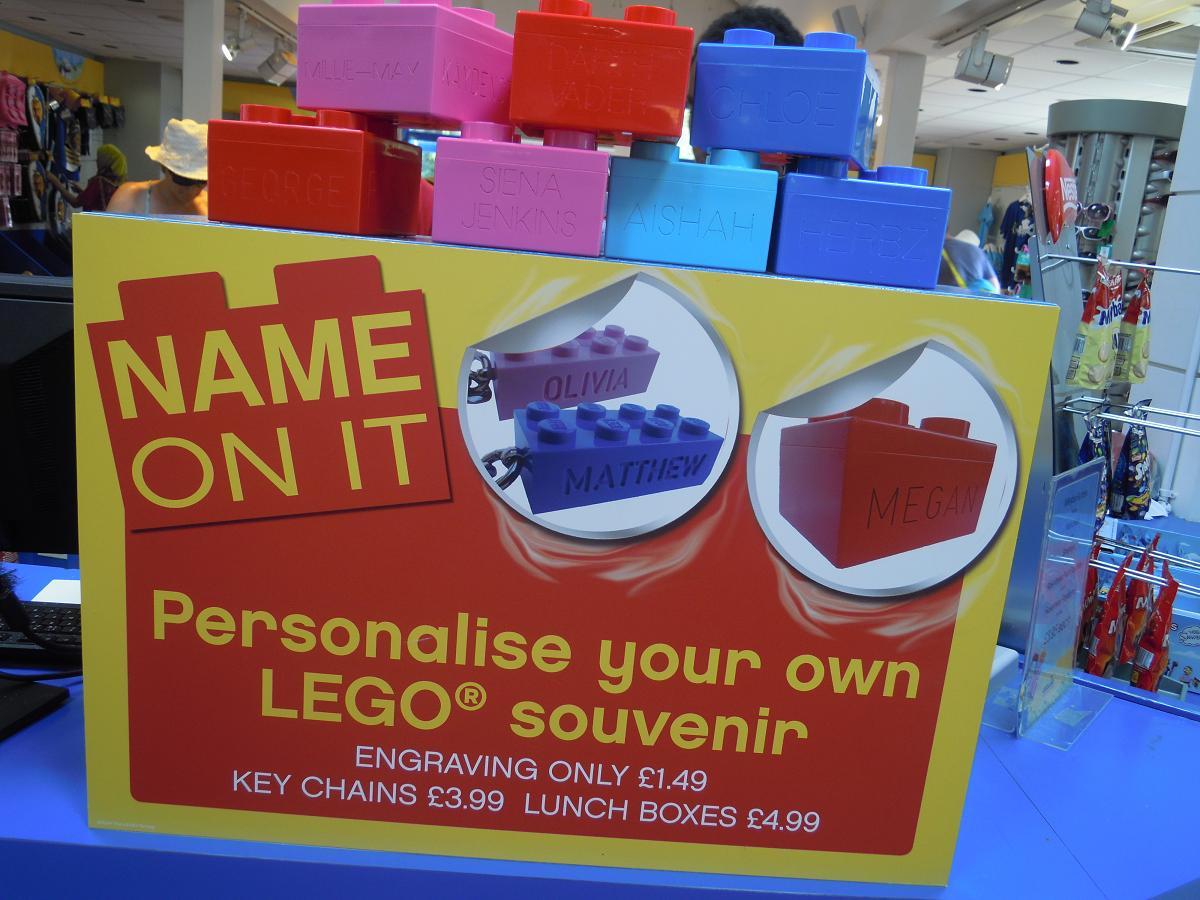 MILLIE-MAY
KAYDEN
DARTH
VADER
CHLOE
GEORGE
SIENA
JENKINS
AISHAH
HERBZ
NAME
ON IT
OLIVIA
MATTHEW
MEGAN
Personalise your own
LEGO® souvenir
ENGRAVING ONLY £1.49
KEY CHAINS £3.99 LUNCH BOXES £4.99